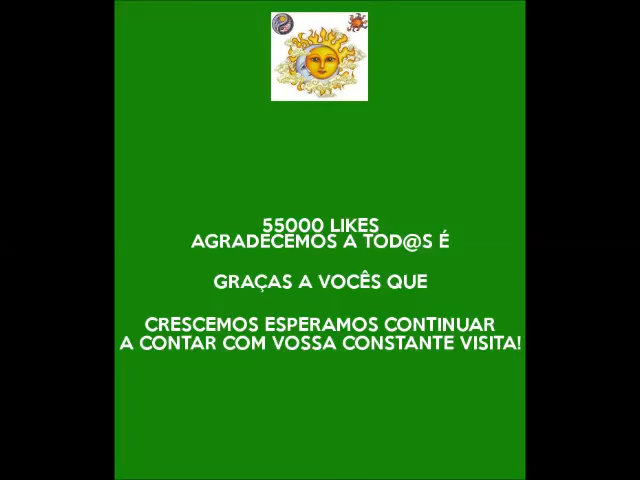 55000 LIKES
AGRADECEMOS A TOD@S É
GRAÇAS A VOCÊS QUE
CRESCEMOS ESPERAMOS CONTINUAR
A CONTAR COM VOSSA CONSTANTE VISITA!